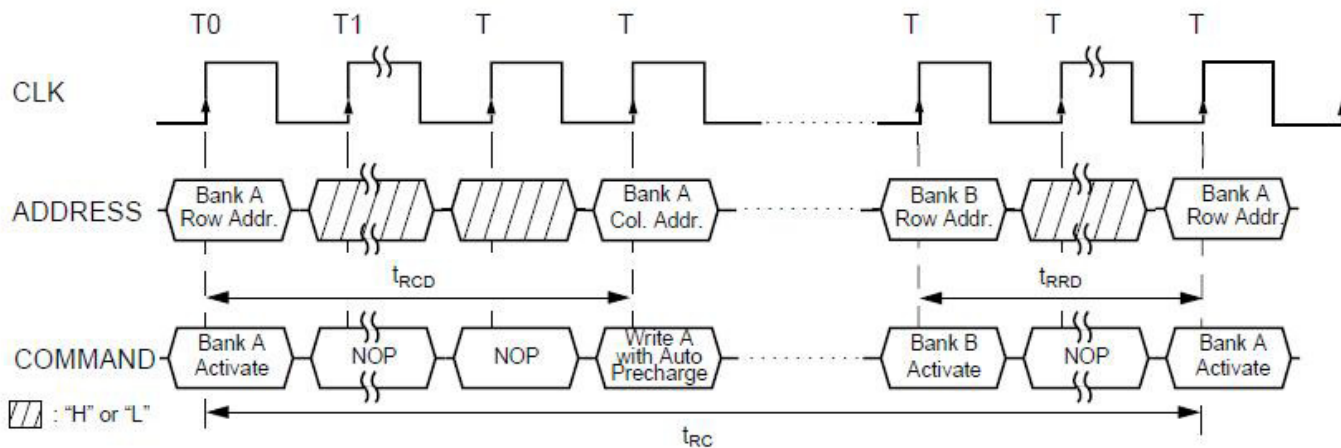 T0 T1 T T T T T
CLK
ADDRESS
Bank A
Row Addr.
Bank A
Col. Addr.
Bank B
Row Addr.
Bank A
Row Addr.
tRCD
tRRD
COMMAND
Bank A
Activate
NOP
NOP
Write A
with Auto
Precharge
Bank B
Activate
NOP
Bank A
Activate
: “H” or “L”
tRC